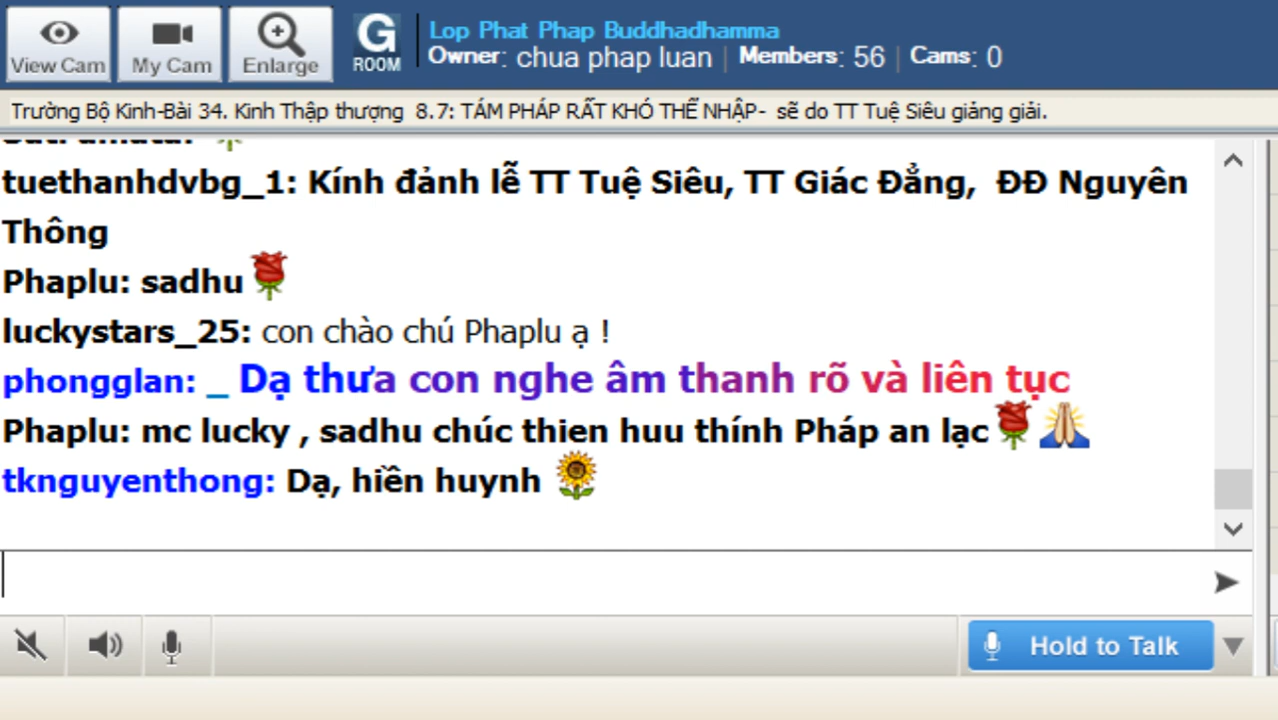 View Cam
My Cam
Enlarge
G
ROOM
Lop Phat Phap Buddhadhamma
Owner: chua phap luan | Members: 56 | Cams: 0
Trường Bộ Kinh-Bài 34. Kinh Thập thượng 8.7: TÁM PHÁP RẤT KHÓ THỂ NHẬP- sẽ do TT Tuệ Siêu giảng giải.
tuethanhdvbg_1: Kính đảnh lễ TT Tuệ Siêu, TT Giác Đẳng, ĐĐ Nguyên
Thông
Phaplu: sadhu
luckystars_25: con chào chú Phaplu ạ !
phongglan: _ Dạ thưa con nghe âm thanh rõ và liên tục
Phaplu: mc lucky , sadhu chúc thien huu thính Pháp an lạc
tknguyenthong: Dạ, hiền huynh
Hold to Talk